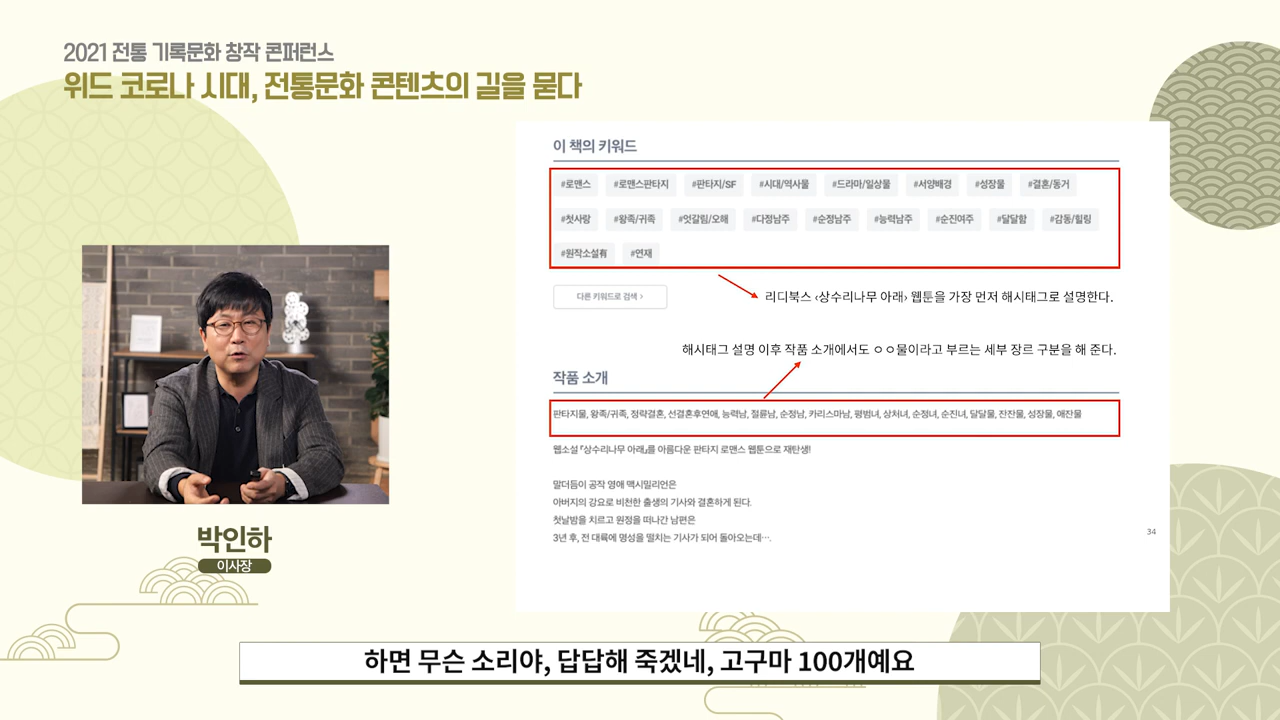 2021 전통 기록문화 창작 콘퍼런스
위드 코로나 시대, 전통문화 콘텐츠의 길을 묻다
이 책의 키워드
#로맨스 #로맨스판타지 #판타지/SF #시대/역사물 #드라마/일상물 #서양배경 #성장물 #결혼/동거
#첫사랑 #왕족/귀족 #엇갈림/오해 #다정남주 #순정남주 #능력남주 #순진여주 #달달함 #감동/힐링
#원작소설有 #연재
다른 키워드로 검색 >
리디북스 <상수리나무 아래> 웹툰을 가장 먼저 해시태그로 설명한다.
해시태그 설명 이후 작품 소개에서도 ㅇㅇ물이라고 부르는 세부 장르 구분을 해 준다.
작품 소개
판타지물, 왕족/귀족, 정략결혼, 선결혼후연애, 능력남, 절륜남, 순정남, 카리스마남, 평범녀, 상처녀, 순정녀, 순진녀, 달달물, 잔잔물, 성장물, 애잔물
웹소설 『상수리나무 아래』를 아름다운 판타지 로맨스 웹툰으로 재탄생!
말더듬이 공작 영애 맥시밀리언은
아버지의 강요로 비천한 출생의 기사와 결혼하게 된다.
첫날밤을 치르고 원정을 떠나간 남편은
3년 후, 전 대륙에 명성을 떨치는 기사가 되어 돌아오는데….
34
박인하
이사장
하면 무슨 소리야, 답답해 죽겠네, 고구마 100개예요